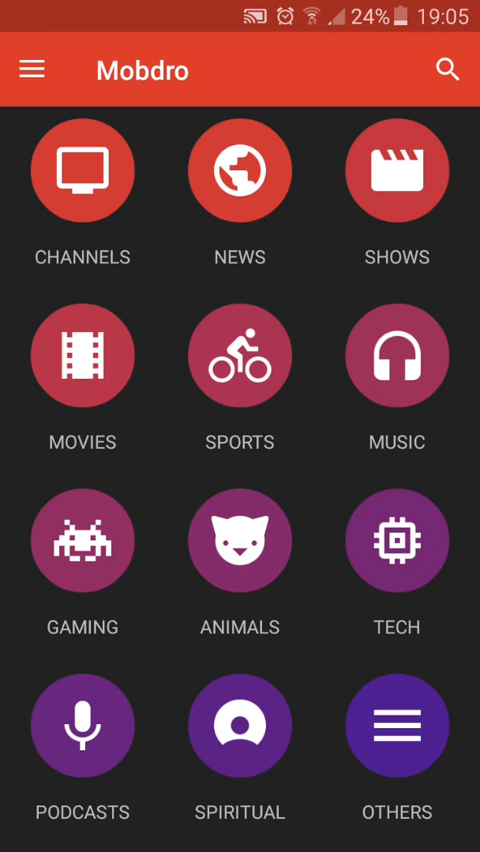 24% 19:05
Mobdro
CHANNELS NEWS SHOWS
MOVIES SPORTS MUSIC
GAMING ANIMALS TECH
PODCASTS SPIRITUAL OTHERS